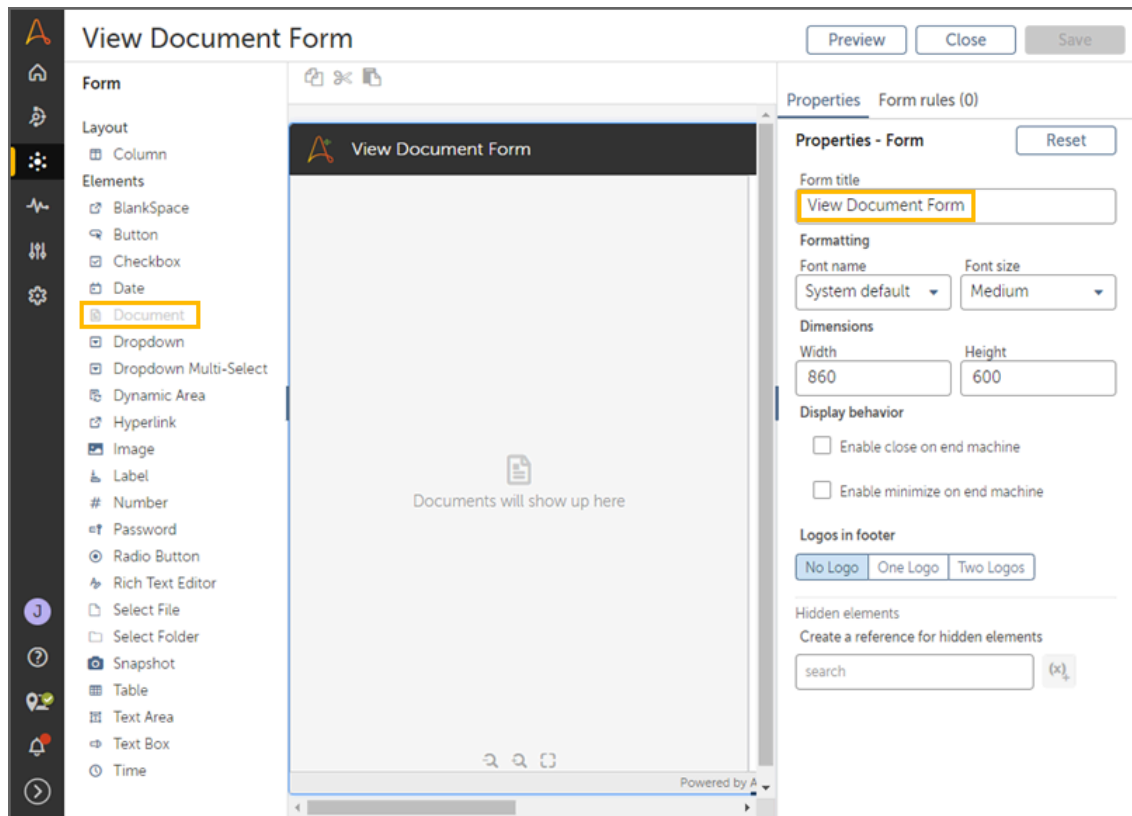 View Document Form
Preview
Close
Save
Form
Layout
Column
Elements
BlankSpace
Button
Checkbox
Date
Document
Dropdown
Dropdown Multi-Select
Dynamic Area
Hyperlink
Image
Label
Number
Password
Radio Button
Rich Text Editor
Select File
Select Folder
Snapshot
Table
Text Area
Text Box
Time
J
View Document Form
Documents will show up here
Powered by A
Properties
Form rules (0)
Properties - Form
Reset
Form title
View Document Form
Formatting
Font name Font size
System default Medium
Dimensions
Width Height
860 600
Display behavior
Enable close on end machine
Enable minimize on end machine
Logos in footer
No Logo One Logo Two Logos
Hidden elements
Create a reference for hidden elements
search (x)+